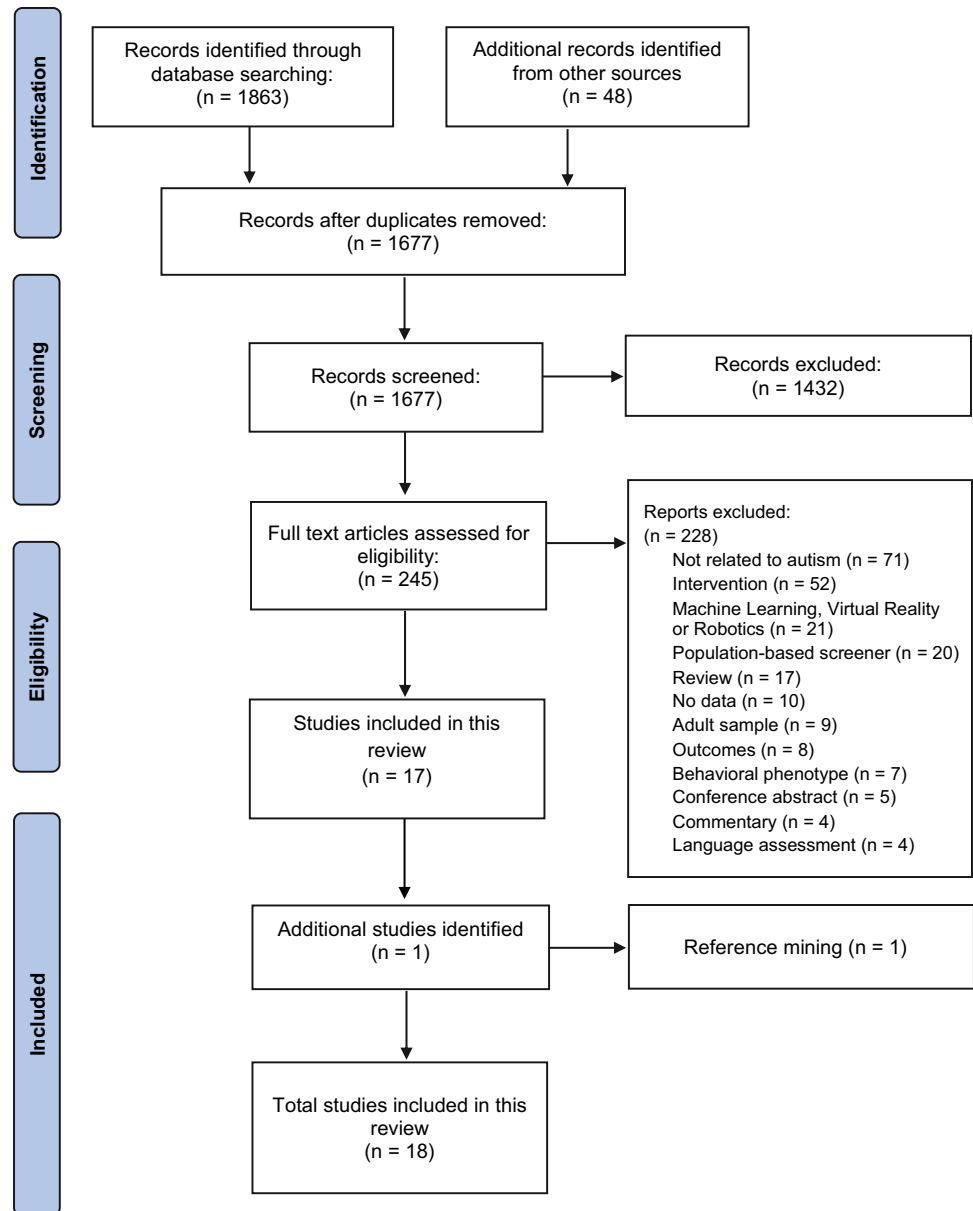 Identification
Records identified through
database searching:
(n = 1863)
Additional records identified
from other sources
(n = 48)
Records after duplicates removed:
(n = 1677)
Screening
Records screened:
(n = 1677)
Records excluded:
(n = 1432)
Eligibility
Full text articles assessed for
eligibility:
(n = 245)
Reports excluded:
(n = 228)
Not related to autism (n = 71)
Intervention (n = 52)
Machine Learning, Virtual Reality
or Robotics (n = 21)
Population-based screener (n = 20)
Review (n = 17)
No data (n = 10)
Adult sample (n = 9)
Outcomes (n = 8)
Behavioral phenotype (n = 7)
Conference abstract (n = 5)
Commentary (n = 4)
Language assessment (n = 4)
Studies included in this
review
(n = 17)
Included
Additional studies identified
(n = 1)
Reference mining (n = 1)
Total studies included in this
review
(n = 18)